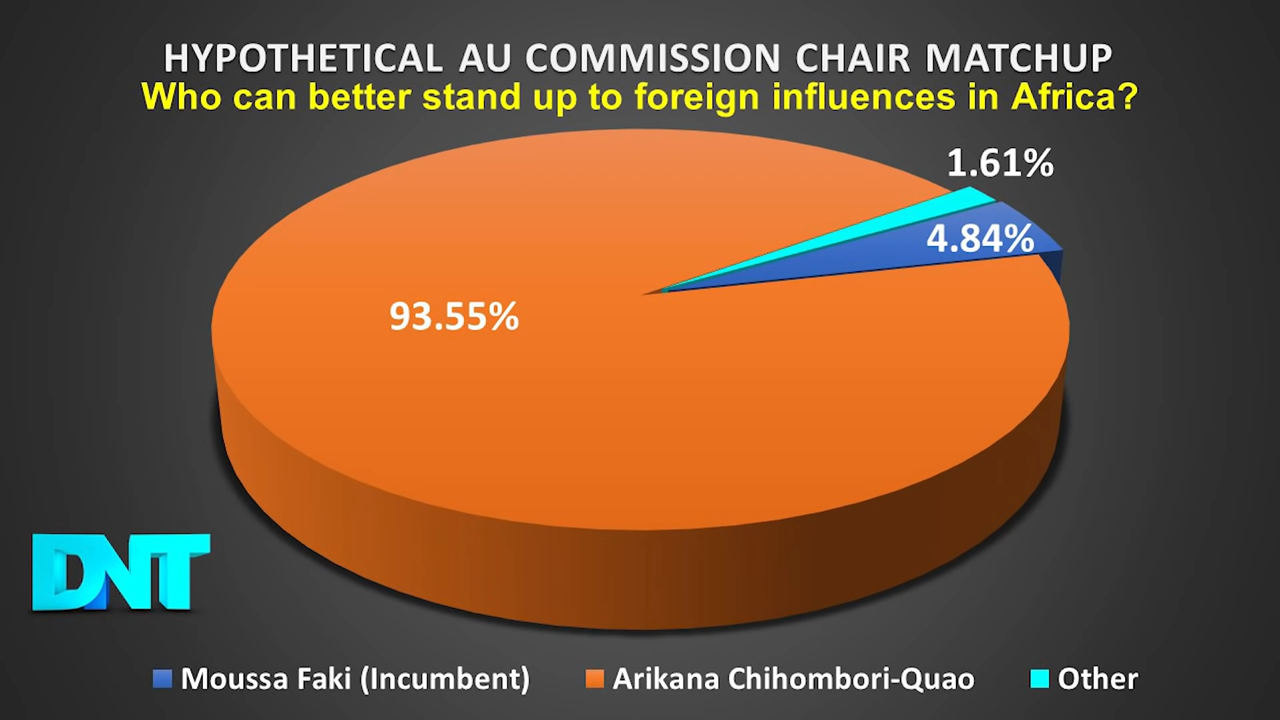 HYPOTHETICAL AU COMMISSION CHAIR MATCHUP
Who can better stand up to foreign influences in Africa?
1.61%
4.84%
93.55%
DNT
Moussa Faki (Incumbent) Arikana Chihombori-Quao Other